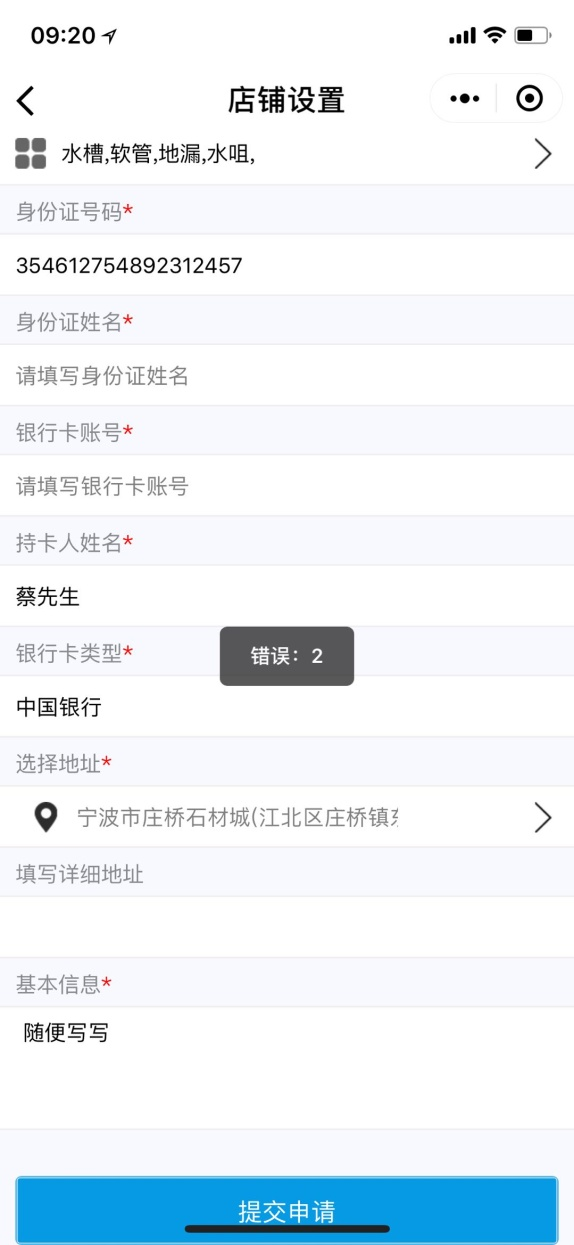 09:20
店铺设置
水槽,软管,地漏,水咀,
身份证号码*
354612754892312457
身份证姓名*
请填写身份证姓名
银行卡账号*
请填写银行卡账号
持卡人姓名*
蔡先生
银行卡类型*
错误：2
中国银行
选择地址*
宁波市庄桥石材城(江北区庄桥镇
填写详细地址
基本信息*
随便写写
提交申请